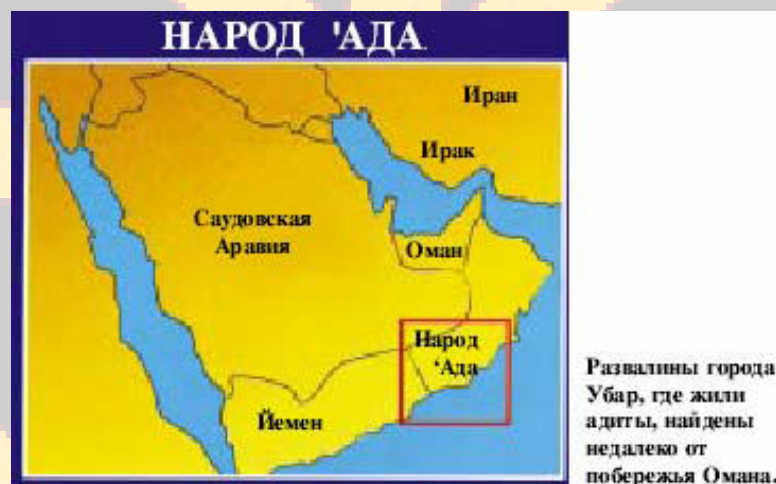 НАРОД 'АДА
Иран
Ирак
Саудовская
Аравия
Оман
Народ
‘Ада
Йемен
Развалины города
Убар, где жили
адиты, найдены
недалеко от
побережья Омана.